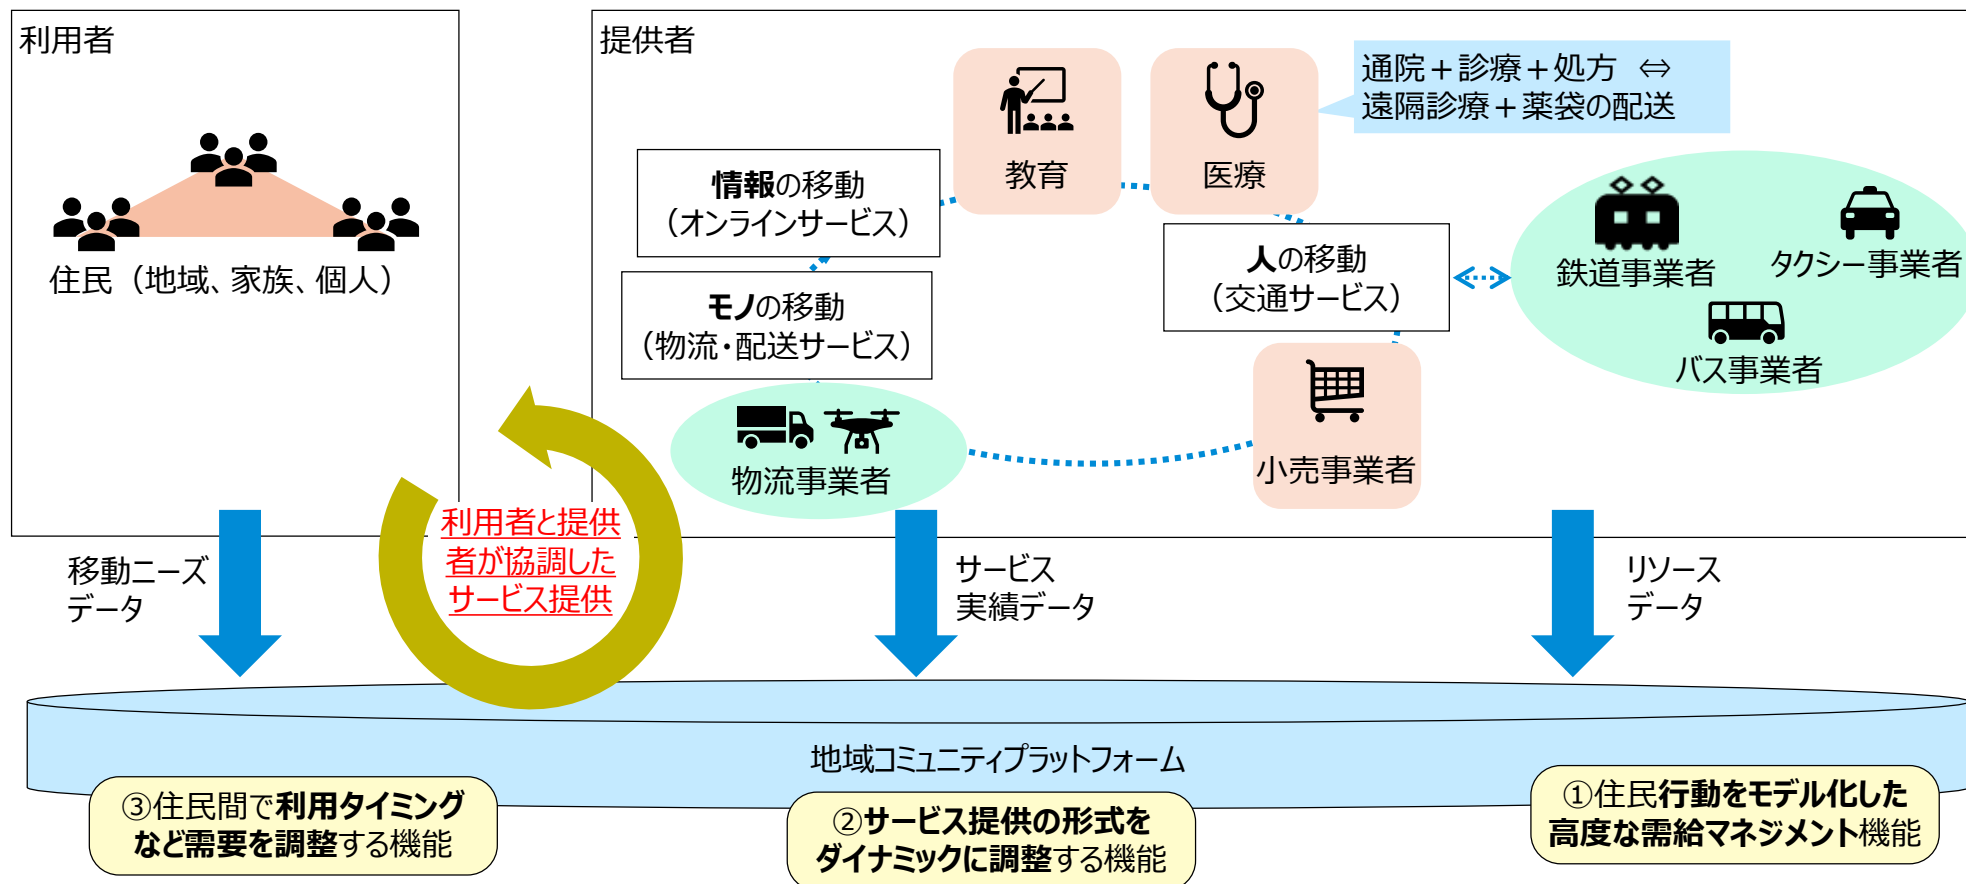 利用者
住民（地域、家族、個人）
提供者
教育
医療
通院＋診療＋処方 ⇔
遠隔診療＋薬袋の配送
情報の移動
（オンラインサービス）
モノの移動
（物流・配送サービス）
人の移動
（交通サービス）
鉄道事業者
タクシー事業者
バス事業者
物流事業者
小売事業者
利用者と提供
者が協調した
サービス提供
移動ニーズ
データ
サービス
実績データ
リソース
データ
地域コミュニティプラットフォーム
③住民間で利用タイミング
など需要を調整する機能
②サービス提供の形式を
ダイナミックに調整する機能
①住民行動をモデル化した
高度な需給マネジメント機能